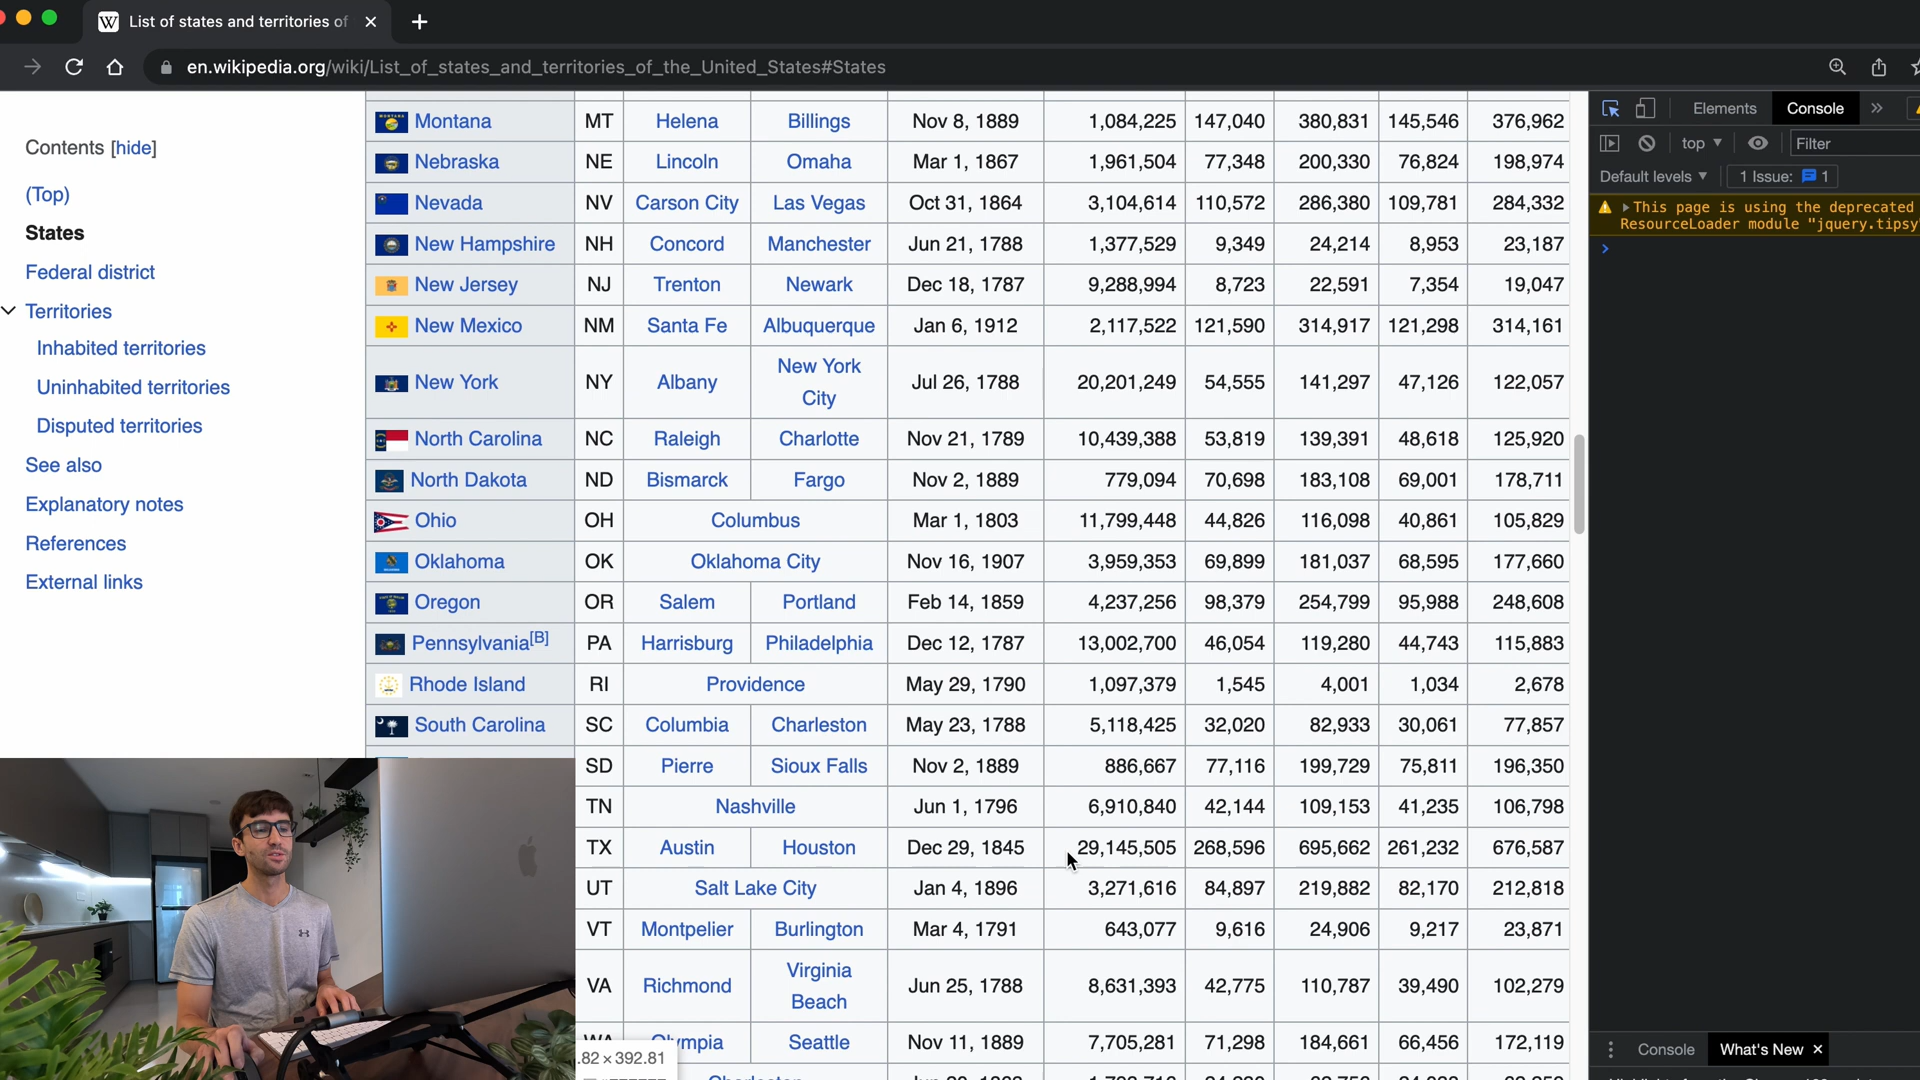 List of states and territories of
en.wikipedia.org/wiki/List_of_states_and_territories_of_the_United_States#States
Contents [hide]
(Top)
States
Federal district
Territories
Inhabited territories
Uninhabited territories
Disputed territories
See also
Explanatory notes
References
External links
Montana MT Helena Billings Nov 8, 1889 1,084,225 147,040 380,831 145,546 376,962
Nebraska NE Lincoln Omaha Mar 1, 1867 1,961,504 77,348 200,330 76,824 198,974
Nevada NV Carson City Las Vegas Oct 31, 1864 3,104,614 110,572 286,380 109,781 284,332
New Hampshire NH Concord Manchester Jun 21, 1788 1,377,529 9,349 24,214 8,953 23,187
New Jersey NJ Trenton Newark Dec 18, 1787 9,288,994 8,723 22,591 7,354 19,047
New Mexico NM Santa Fe Albuquerque Jan 6, 1912 2,117,522 121,590 314,917 121,298 314,161
New York NY Albany New York City Jul 26, 1788 20,201,249 54,555 141,297 47,126 122,057
North Carolina NC Raleigh Charlotte Nov 21, 1789 10,439,388 53,819 139,391 48,618 125,920
North Dakota ND Bismarck Fargo Nov 2, 1889 779,094 70,698 183,108 69,001 178,711
Ohio OH Columbus Mar 1, 1803 11,799,448 44,826 116,098 40,861 105,829
Oklahoma OK Oklahoma City Nov 16, 1907 3,959,353 69,899 181,037 68,595 177,660
Oregon OR Salem Portland Feb 14, 1859 4,237,256 98,379 254,799 95,988 248,608
Pennsylvania[B] PA Harrisburg Philadelphia Dec 12, 1787 13,002,700 46,054 119,280 44,743 115,883
Rhode Island RI Providence May 29, 1790 1,097,379 1,545 4,001 1,034 2,678
South Carolina SC Columbia Charleston May 23, 1788 5,118,425 32,020 82,933 30,061 77,857
SD Pierre Sioux Falls Nov 2, 1889 886,667 77,116 199,729 75,811 196,350
TN Nashville Jun 1, 1796 6,910,840 42,144 109,153 41,235 106,798
TX Austin Houston Dec 29, 1845 29,145,505 268,596 695,662 261,232 676,587
UT Salt Lake City Jan 4, 1896 3,271,616 84,897 219,882 82,170 212,818
VT Montpelier Burlington Mar 4, 1791 643,077 9,616 24,906 9,217 23,871
VA Richmond Virginia Beach Jun 25, 1788 8,631,393 42,775 110,787 39,490 102,279
WA Olympia Seattle Nov 11, 1889 7,705,281 71,298 184,661 66,456 172,119
.82 × 392.81
Elements Console
top Filter
Default levels 1 Issue: 1
This page is using the deprecated
ResourceLoader module "jquery.tipsy
Console What's New